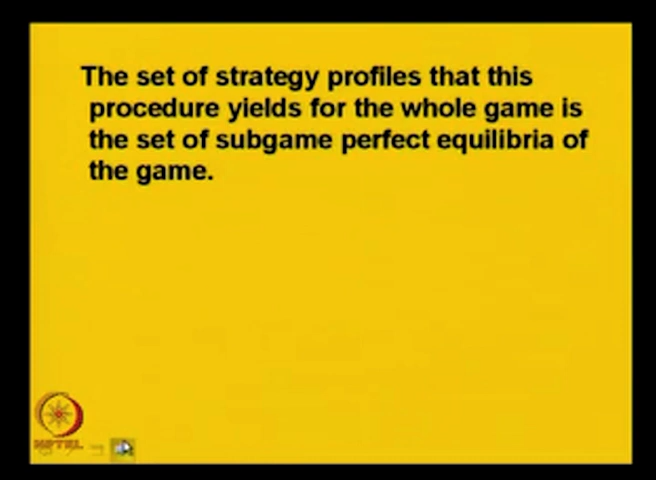 The set of strategy profiles that this
procedure yields for the whole game is
the set of subgame perfect equilibria of
the game.
NPTEL